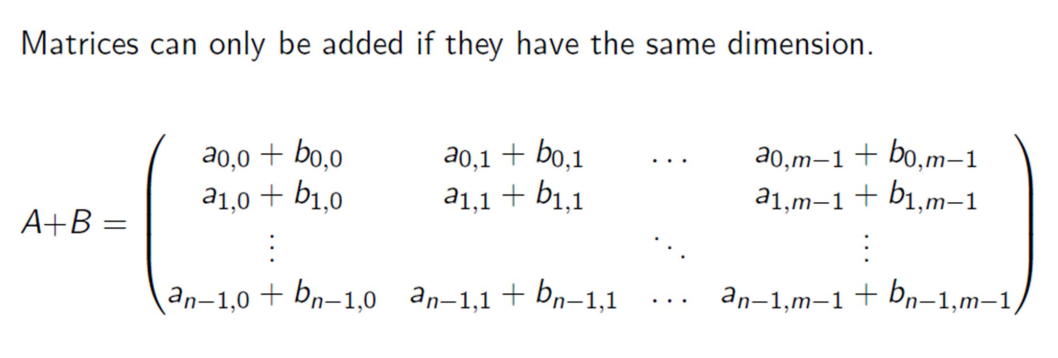 Matrices can only be added if they have the same dimension.
a0,0 + b0,0 a0,1 + b0,1 ... a0,m−1 + b0,m−1
a1,0 + b1,0 a1,1 + b1,1 a1,m−1 + b1,m−1
A+B =
⋮ ⋱ ⋮
an−1,0 + bn−1,0 an−1,1 + bn−1,1 ... an−1,m−1 + bn−1,m−1